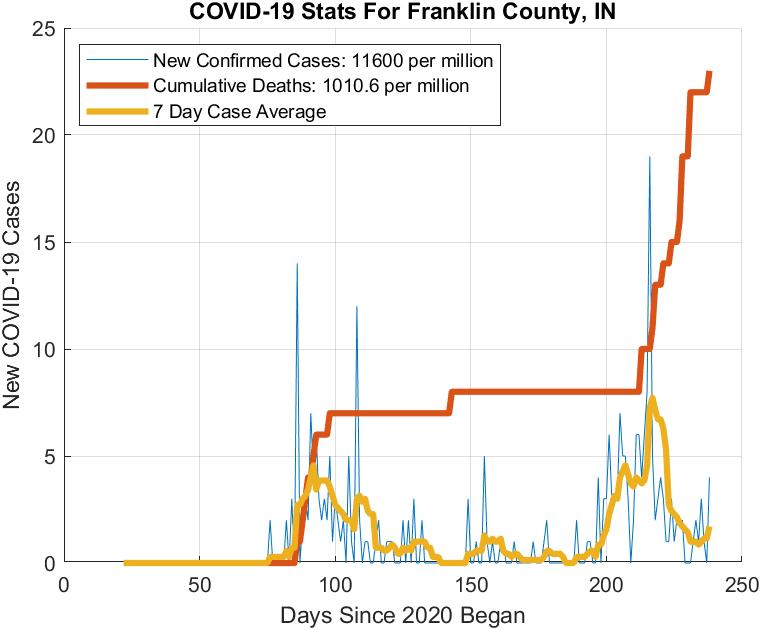 COVID-19 Stats For Franklin County, IN
New Confirmed Cases: 11600 per million
Cumulative Deaths: 1010.6 per million
7 Day Case Average
New COVID-19 Cases
25
20
15
10
5
0
0 50 100 150 200 250
Days Since 2020 Began